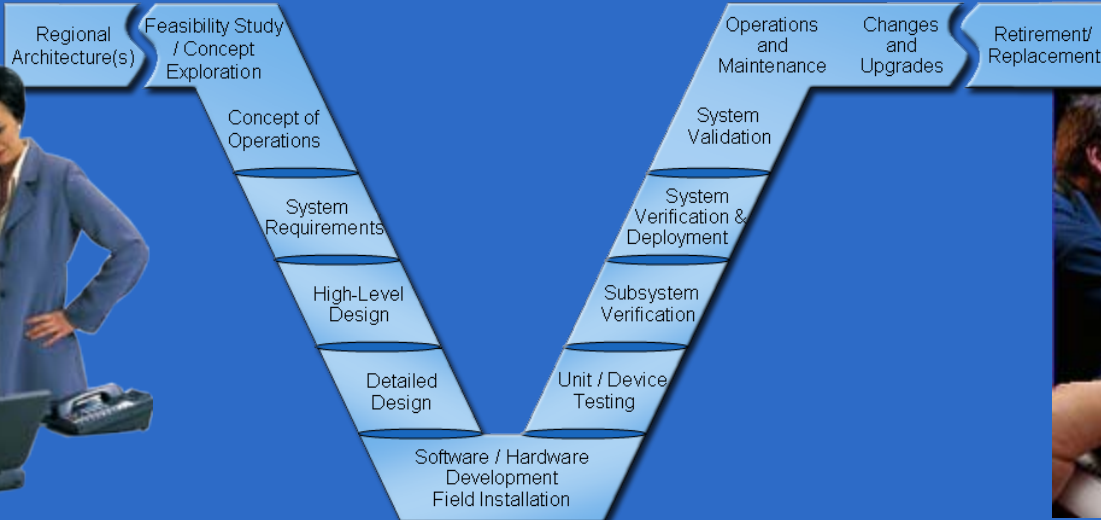 Regional
Architecture(s)
Feasibility Study
/ Concept
Exploration
Concept of
Operations
System
Requirements
High-Level
Design
Detailed
Design
Software / Hardware
Development
Field Installation
Unit / Device
Testing
Subsystem
Verification
System
Verification &
Deployment
System
Validation
Operations
and
Maintenance
Changes
and
Upgrades
Retirement/
Replacement